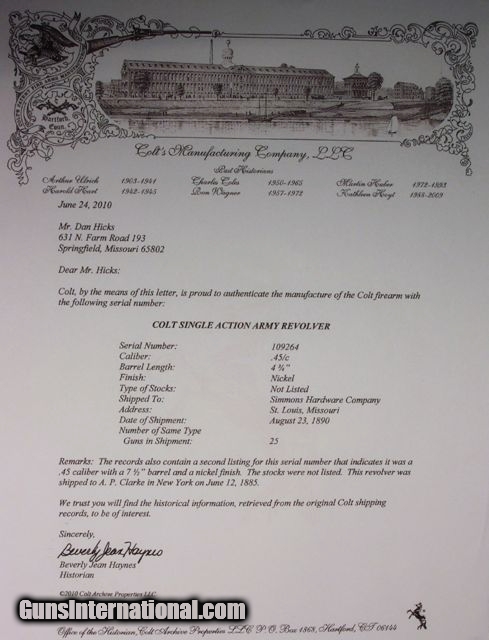 Hartford,
Conn.
Colt's Manufacturing Company, LLC
Past Historians
Arthur Ulrich 1903-1941 Charles Coles 1950-1965 Martin Huber 1972-1993
Harold Hart 1942-1945 Don Wagner 1957-1972 Kathleen Hoyt 1988-2009
June 24, 2010
Mr. Dan Hicks
631 N. Farm Road 193
Springfield, Missouri 65802
Dear Mr. Hicks:
Colt, by the means of this letter, is proud to authenticate the manufacture of the Colt firearm with
the following serial number:
COLT SINGLE ACTION ARMY REVOLVER
Serial Number: 109264
Caliber: .45/c
Barrel Length: 4 ¾"
Finish: Nickel
Type of Stocks: Not Listed
Shipped To: Simmons Hardware Company
Address: St. Louis, Missouri
Date of Shipment: August 23, 1890
Number of Same Type
Guns in Shipment: 25
Remarks: The records also contain a second listing for this serial number that indicates it was a
.45 caliber with a 7 ½" barrel and a nickel finish. The stocks were not listed. This revolver was
shipped to A. P. Clarke in New York on June 12, 1885.
We trust you will find the historical information, retrieved from the original Colt shipping
records, to be of interest.
Sincerely,
Beverly Jean Haynes
Beverly Jean Haynes
Historian
©2010 Colt Archive Properties LLC.
GunsInternational.com
Office of the Historian, Colt Archive Properties LLC P. O. Box 1868, Hartford, CT 06144